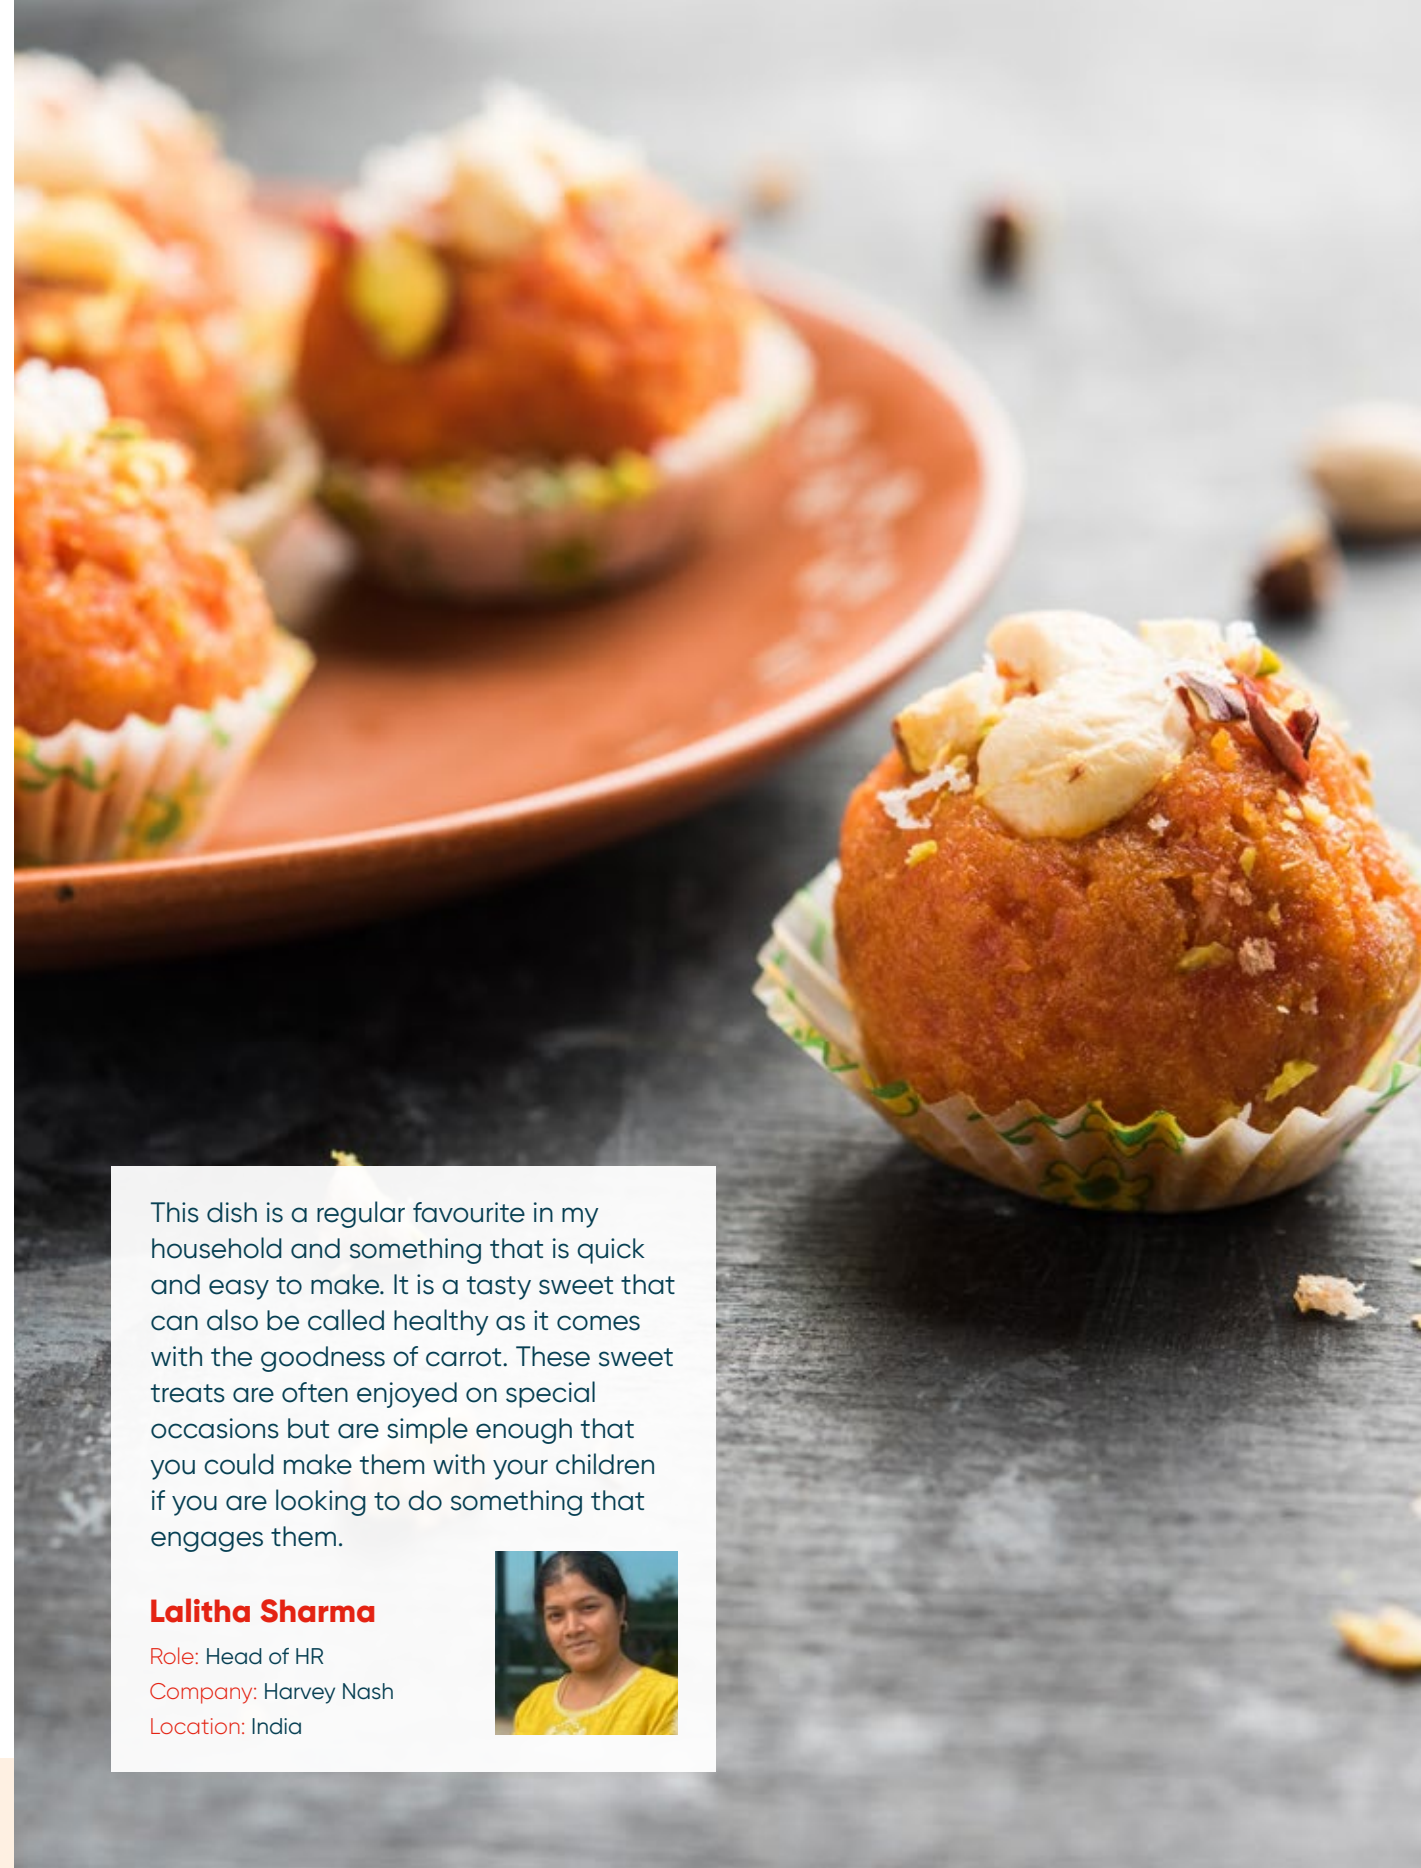 This dish is a regular favourite in my
household and something that is quick
and easy to make. It is a tasty sweet that
can also be called healthy as it comes
with the goodness of carrot. These sweet
treats are often enjoyed on special
occasions but are simple enough that
you could make them with your children
if you are looking to do something that
engages them.
Lalitha Sharma
Role: Head of HR
Company: Harvey Nash
Location: India